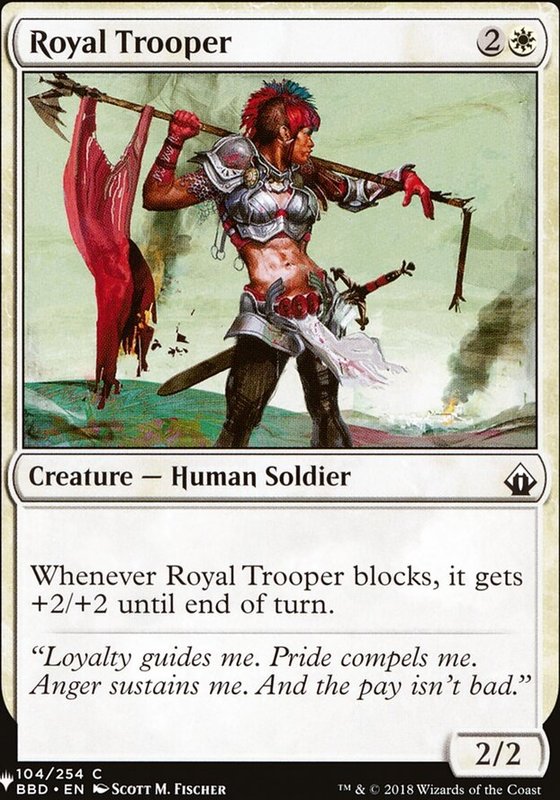 Royal Trooper 2
Creature — Human Soldier
Whenever Royal Trooper blocks, it gets
+2/+2 until end of turn.
“Loyalty guides me. Pride compels me.
Anger sustains me. And the pay isn’t bad.”
2/2
104/254 C
BBD • EN Scott M. Fischer
™ & © 2018 Wizards of the Coast